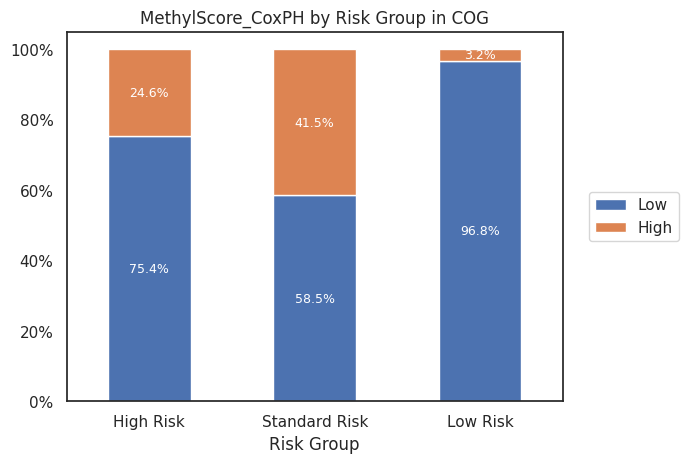 MethylScore_CoxPH by Risk Group in COG
100%
80%
60%
40%
20%
0%
24.6%
75.4%
41.5%
58.5%
3.2%
96.8%
High Risk
Standard Risk
Low Risk
Risk Group
Low
High